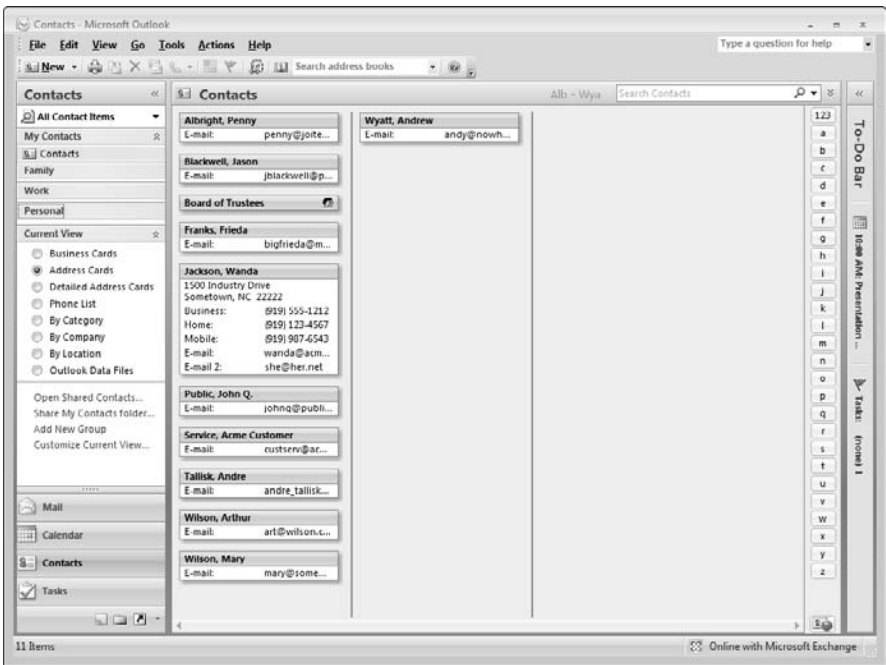 Contacts - Microsoft Outlook
File Edit View Go Tools Actions Help
Type a question for help
New
Search address books
Contacts
«
All Contact Items
My Contacts
Contacts
Family
Work
Personal
Current View
Business Cards
Address Cards
Detailed Address Cards
Phone List
By Category
By Company
By Location
Outlook Data Files
Open Shared Contacts...
Share My Contacts folder...
Add New Group
Customize Current View...
Mail
Calendar
Contacts
Tasks
Contacts
Alb - Wya
Search Contacts
Albright, Penny
E-mail: penny@joite...
Blackwell, Jason
E-mail: jblackwell@p...
Board of Trustees
Franks, Frieda
E-mail: bigfrieda@m...
Jackson, Wanda
1500 Industry Drive
Sometown, NC 22222
Business: (919) 555-1212
Home: (919) 123-4567
Mobile: (919) 987-6543
E-mail: wanda@acm...
E-mail 2: she@her.net
Public, John Q.
E-mail: johnq@publi...
Service, Acme Customer
E-mail: custserv@ac...
Tallisk, Andre
E-mail: andre_tallisk...
Wilson, Arthur
E-mail: art@wilson.c...
Wilson, Mary
E-mail: mary@some...
Wyatt, Andrew
E-mail: andy@nowh...
123
a
b
c
d
e
f
g
h
i
j
k
l
m
n
o
p
q
r
s
t
u
v
w
x
y
z
«
To-Do Bar
10:00 AM: Presentation ...
Tasks: (none)
11 Items
Online with Microsoft Exchange